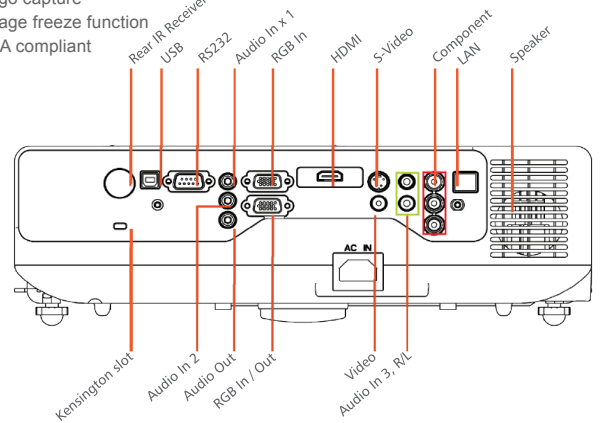 go capture
age freeze function
A compliant
Rear IR Receiver
USB
RS232
Audio In x 1
RGB In
HDMI
S-Video
Component
LAN
Speaker
AC IN
Kensington slot
Audio In 2
Audio Out
RGB In / Out
Video
Audio In 3, R/L